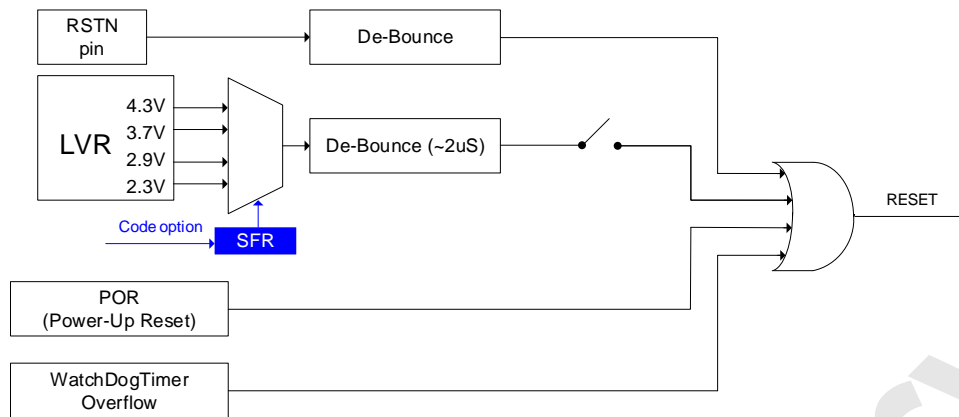 RSTN
pin
De-Bounce
LVR
4.3V
3.7V
2.9V
2.3V
De-Bounce (~2uS)
Code option
SFR
RESET
POR
(Power-Up Reset)
WatchDogTimer
Overflow